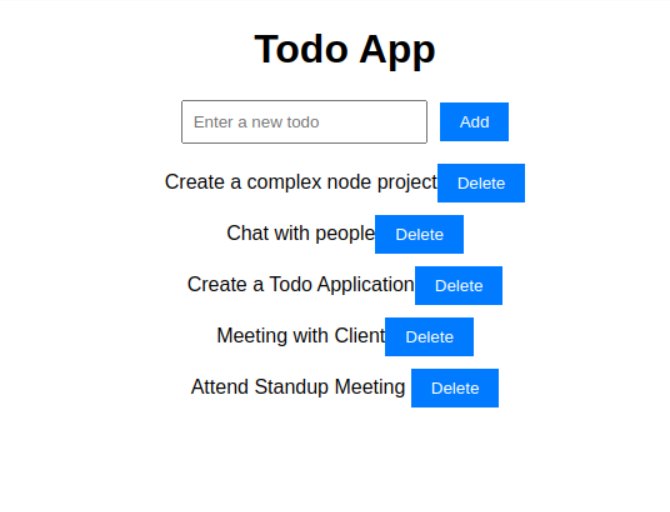 Todo App
Enter a new todo Add
Create a complex node project Delete
Chat with people Delete
Create a Todo Application Delete
Meeting with Client Delete
Attend Standup Meeting Delete